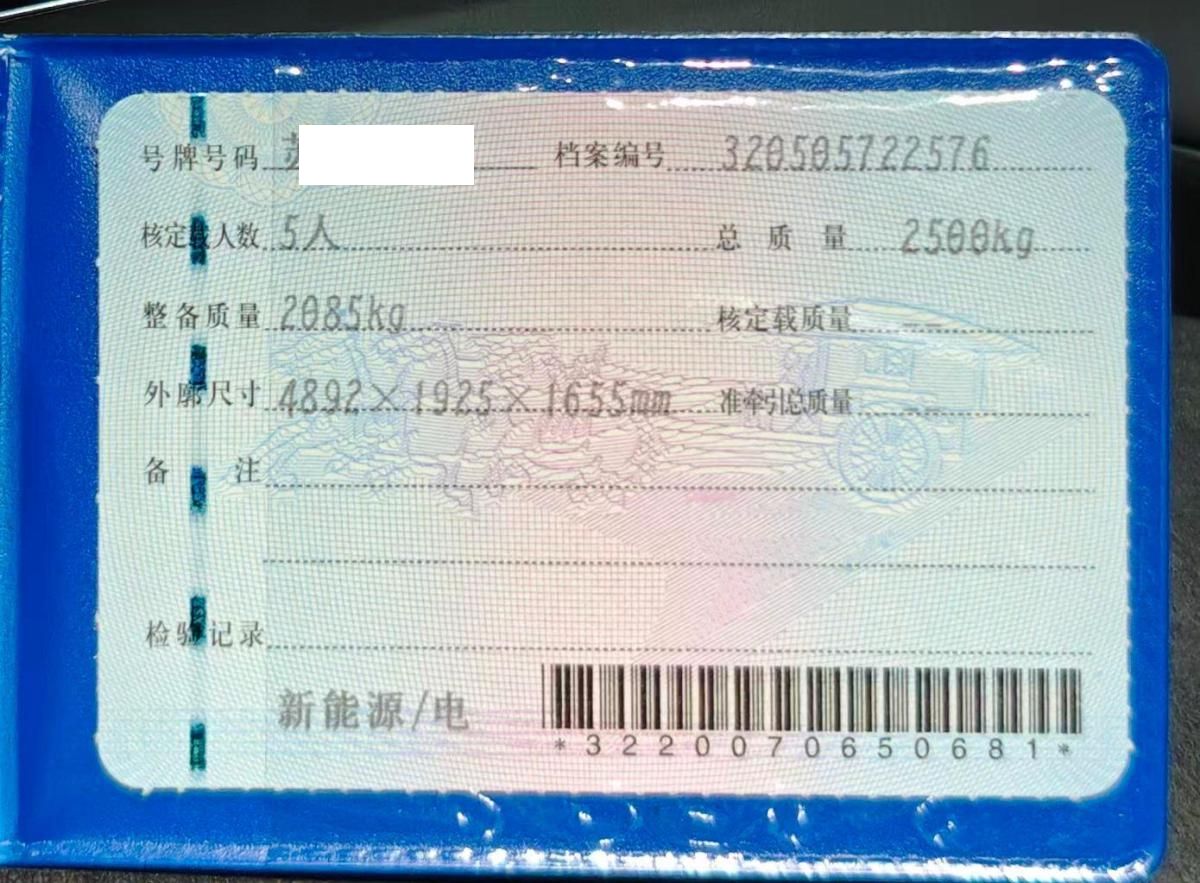 号牌号码 苏 档案编号 320505722576
核定载人数 5人 总质量 2500kg
整备质量 2085kg 核定载质量 --
外廓尺寸 4892×1925×1655mm 准牵引总质量 --
备注
检验记录
新能源/电
*3220070650681*